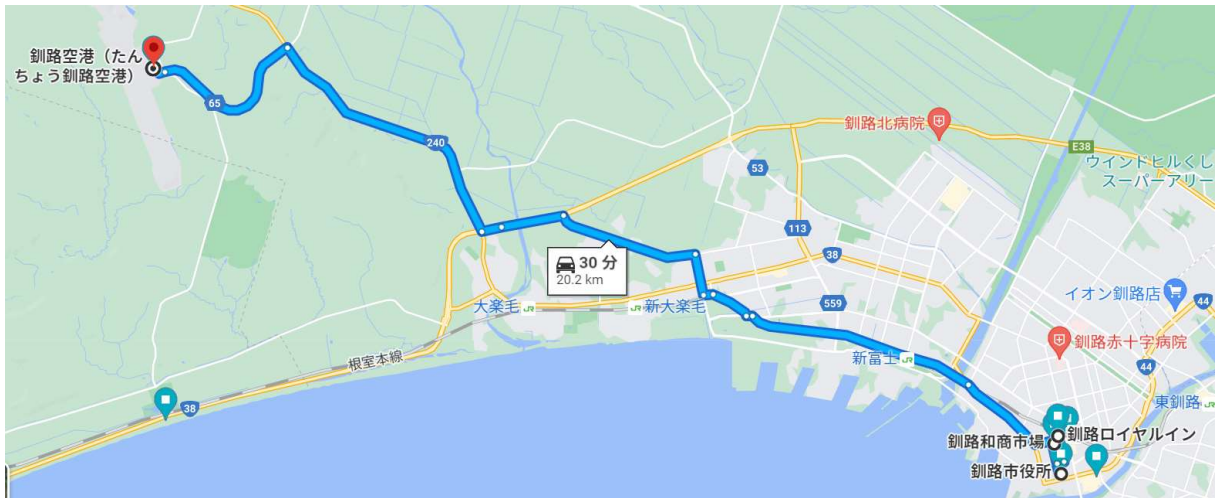 釧路空港（たん
ちょう釧路空港）
65
240
釧路北病院
E38
ウインドヒルくし
スーパーアリー
53
113
38
30 分
20.2 km
559
イオン釧路店
44
大楽毛
JR
JR
新大楽毛
根室本線
新富士
JR
釧路赤十字病院
44
38
東釧路
JR
釧路和商市場
釧路ロイヤルイン
釧路市役所